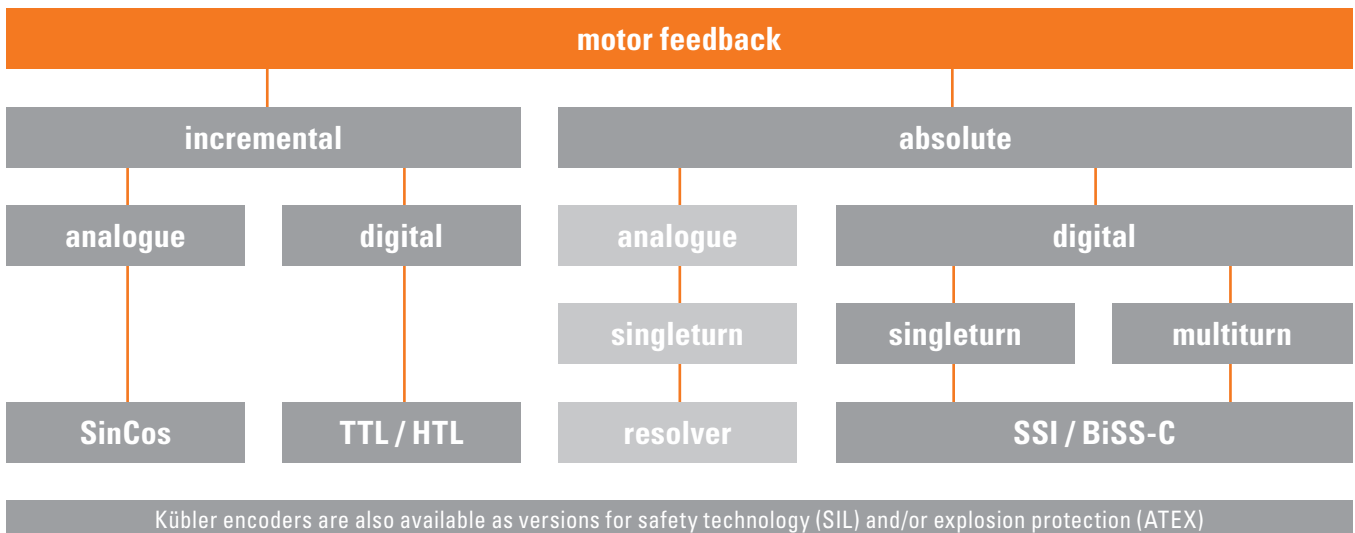 motor feedback
incremental
absolute
analogue
digital
analogue
digital
singleturn
singleturn
multiturn
SinCos
TTL / HTL
resolver
SSI / BiSS-C
Kübler encoders are also available as versions for safety technology (SIL) and/or explosion protection (ATEX)